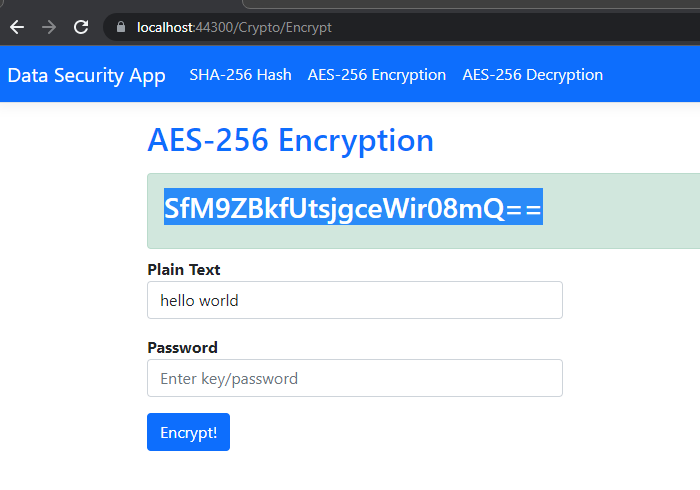 localhost:44300/Crypto/Encrypt
Data Security App SHA-256 Hash AES-256 Encryption AES-256 Decryption
AES-256 Encryption
SfM9ZBkfUtsjgceWir08mQ==
Plain Text
hello world
Password
Enter key/password
Encrypt!